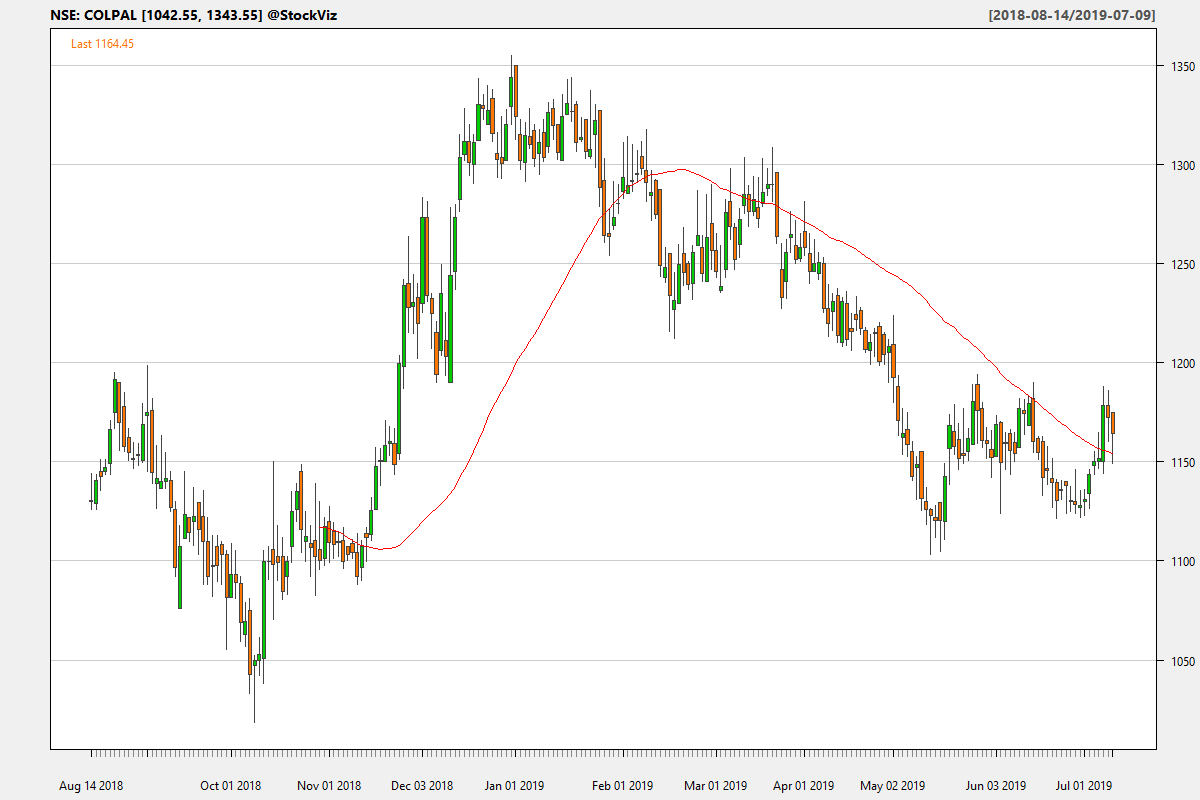 NSE: COLPAL [1042.55, 1343.55] @StockViz [2018-08-14/2019-07-09]
Last 1164.45
1350
1300
1250
1200
1150
1100
1050
Aug 14 2018 Oct 01 2018 Nov 01 2018 Dec 03 2018 Jan 01 2019 Feb 01 2019 Mar 01 2019 Apr 01 2019 May 02 2019 Jun 03 2019 Jul 01 2019